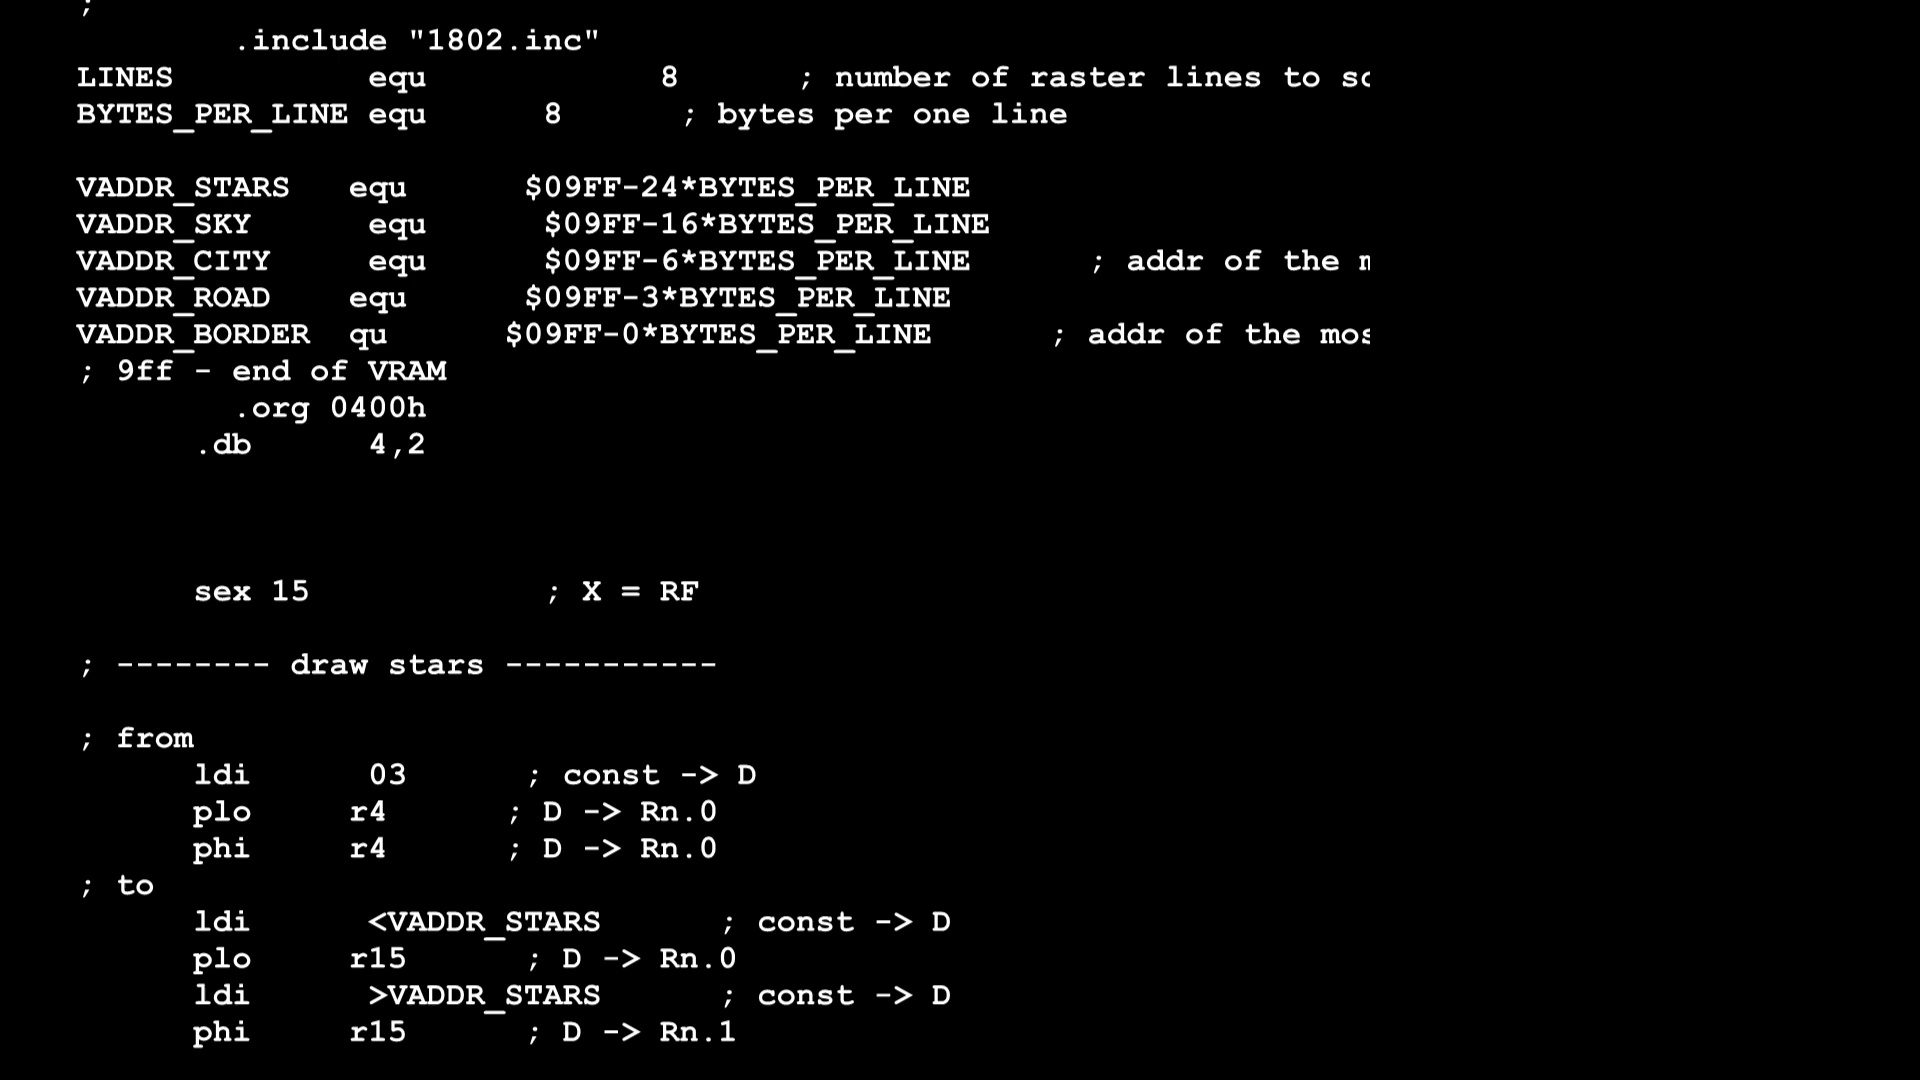 ;
.include "1802.inc"
LINES equ 8 ; number of raster lines to
BYTES_PER_LINE equ 8 ; bytes per one line
VADDR_STARS equ $09FF-24*BYTES_PER_LINE
VADDR_SKY equ $09FF-16*BYTES_PER_LINE
VADDR_CITY equ $09FF-6*BYTES_PER_LINE ; addr of the
VADDR_ROAD equ $09FF-3*BYTES_PER_LINE
VADDR_BORDER qu $09FF-0*BYTES_PER_LINE ; addr of the mos
; 9ff - end of VRAM
.org 0400h
.db 4,2
sex 15 ; X = RF
; -------- draw stars -----------
; from
ldi 03 ; const -> D
plo r4 ; D -> Rn.0
phi r4 ; D -> Rn.0
; to
ldi <VADDR_STARS ; const -> D
plo r15 ; D -> Rn.0
ldi >VADDR_STARS ; const -> D
phi r15 ; D -> Rn.1